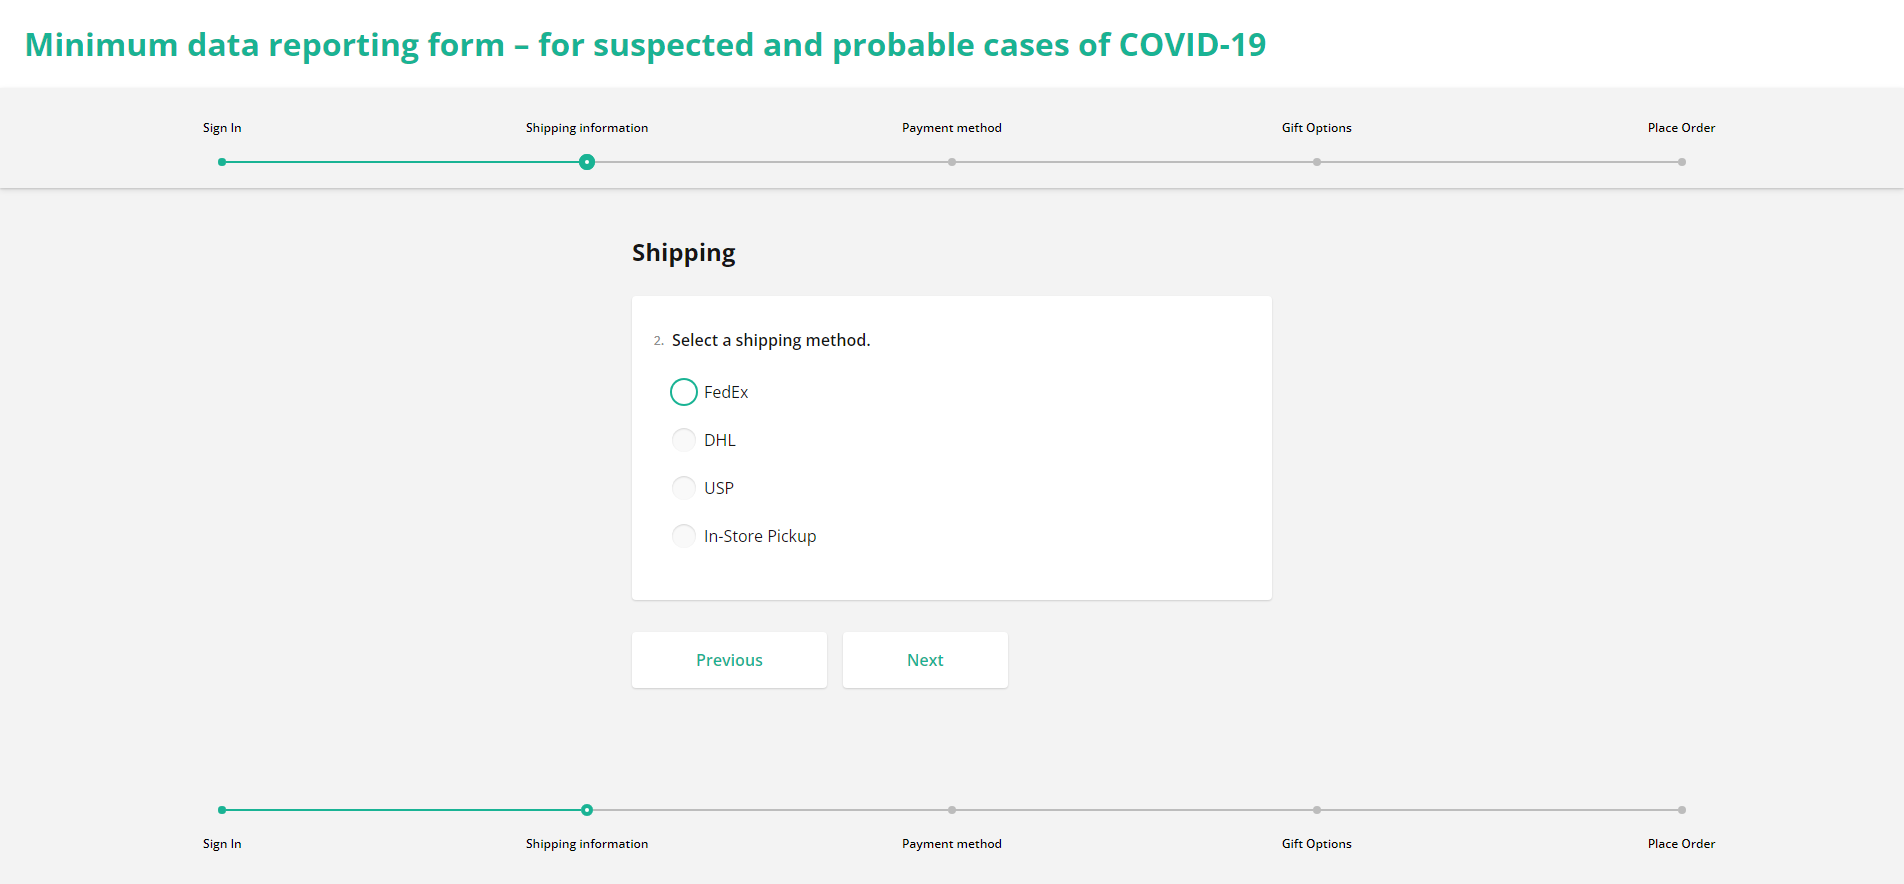 Minimum data reporting form – for suspected and probable cases of COVID-19
Sign In Shipping information Payment method Gift Options Place Order
Shipping
2. Select a shipping method.
FedEx
DHL
USP
In-Store Pickup
Previous Next
Sign In Shipping information Payment method Gift Options Place Order